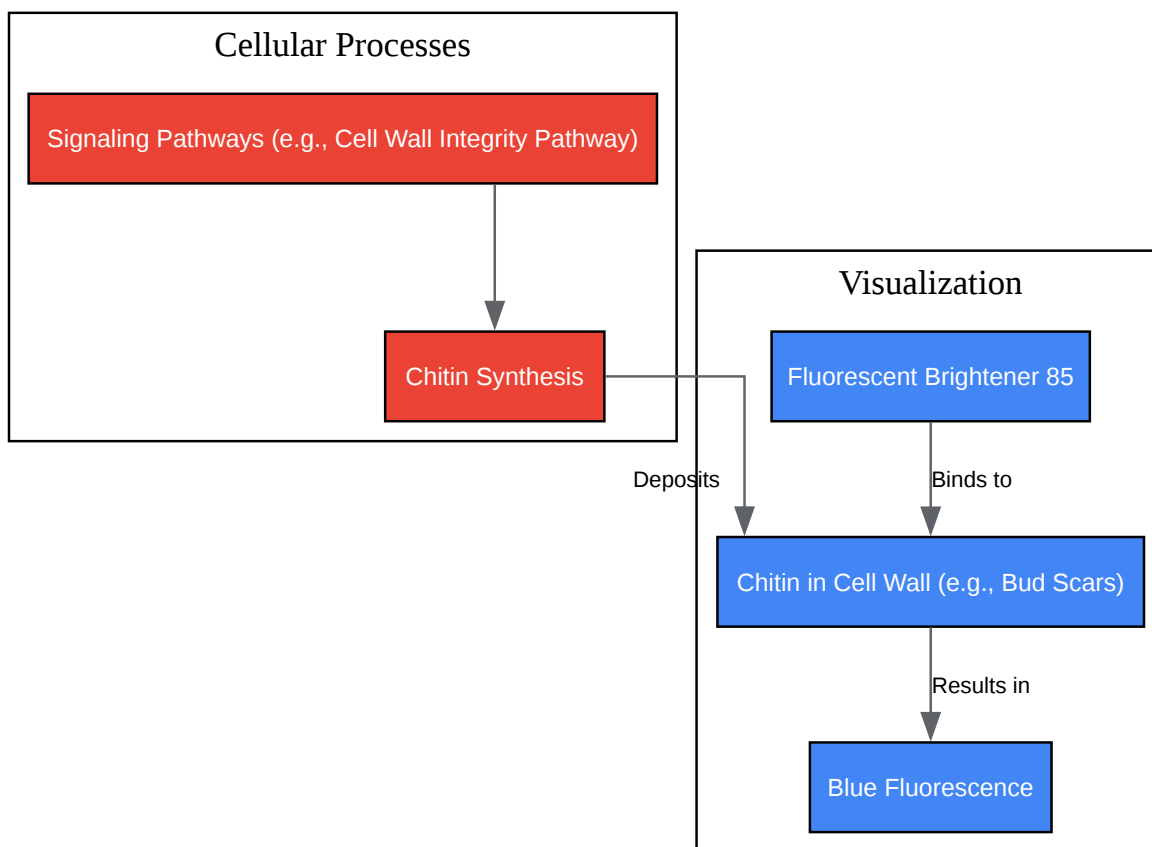 Cellular Processes
Signaling Pathways (e.g., Cell Wall Integrity Pathway)
Chitin Synthesis
Deposits
Visualization
Fluorescent Brightener 85
Binds to
Chitin in Cell Wall (e.g., Bud Scars)
Results in
Blue Fluorescence